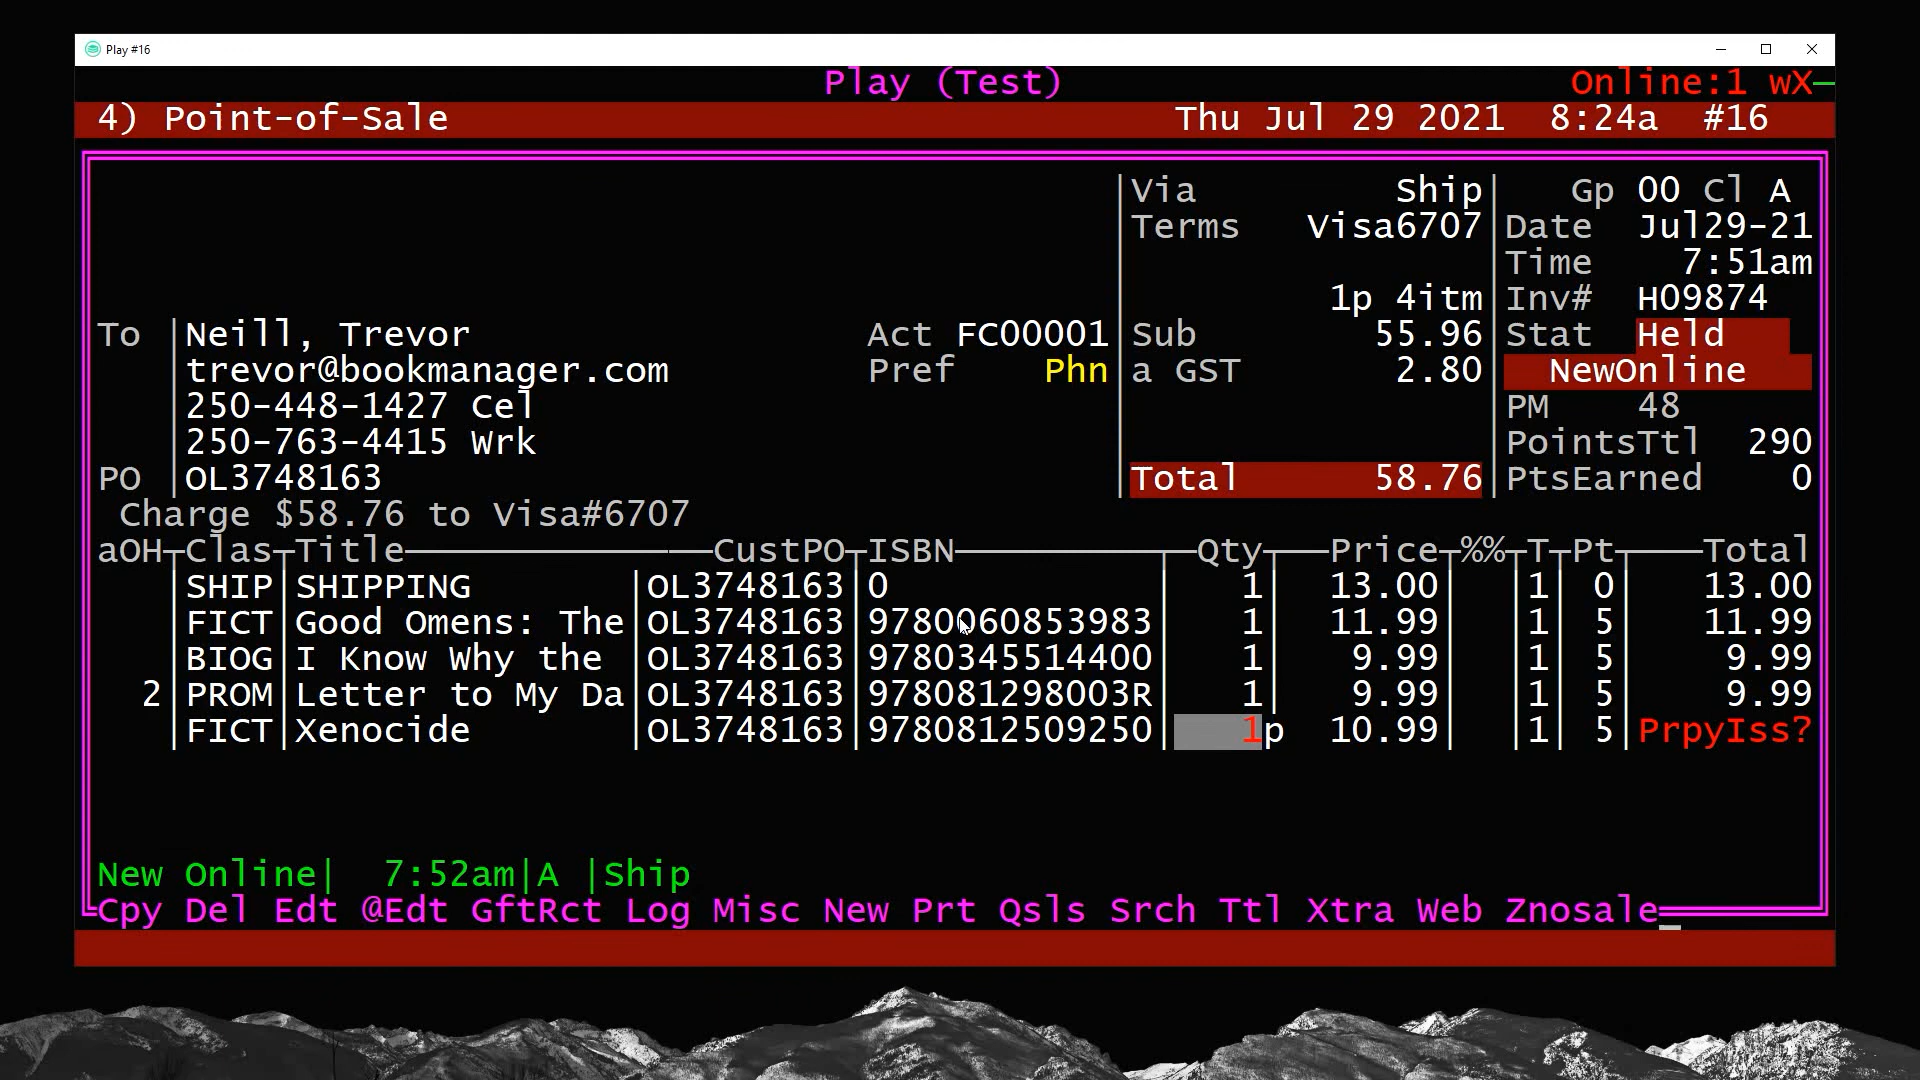 Play #16
Play (Test) Online:1 wX
4) Point-of-Sale Thu Jul 29 2021 8:24a #16
Via Ship Gp 00 Cl A
Terms Visa6707 Date Jul29-21
Time 7:51am
1p 4itm Inv# H09874
To Neill, Trevor Act FC00001 Sub 55.96 Stat Held
trevor@bookmanager.com Pref Phn a GST 2.80 NewOnline
250-448-1427 Cel PM 48
250-763-4415 Wrk PointsTtl 290
PO OL3748163 Total 58.76 PtsEarned 0
Charge $58.76 to Visa#6707
aOH Clas Title CustPO ISBN Qty Price %% T Pt Total
SHIP SHIPPING OL3748163 0 1 13.00 1 0 13.00
FICT Good Omens: The OL3748163 9780060853983 1 11.99 1 5 11.99
BIOG I Know Why the OL3748163 9780345514400 1 9.99 1 5 9.99
2 PROM Letter to My Da OL3748163 978081298003R 1 9.99 1 5 9.99
FICT Xenocide OL3748163 9780812509250 1p 10.99 1 5 PrpyIss?
New Online| 7:52am|A |Ship
Cpy Del Edt @Edt GftRct Log Misc New Prt Qsls Srch Ttl Xtra Web Znosale